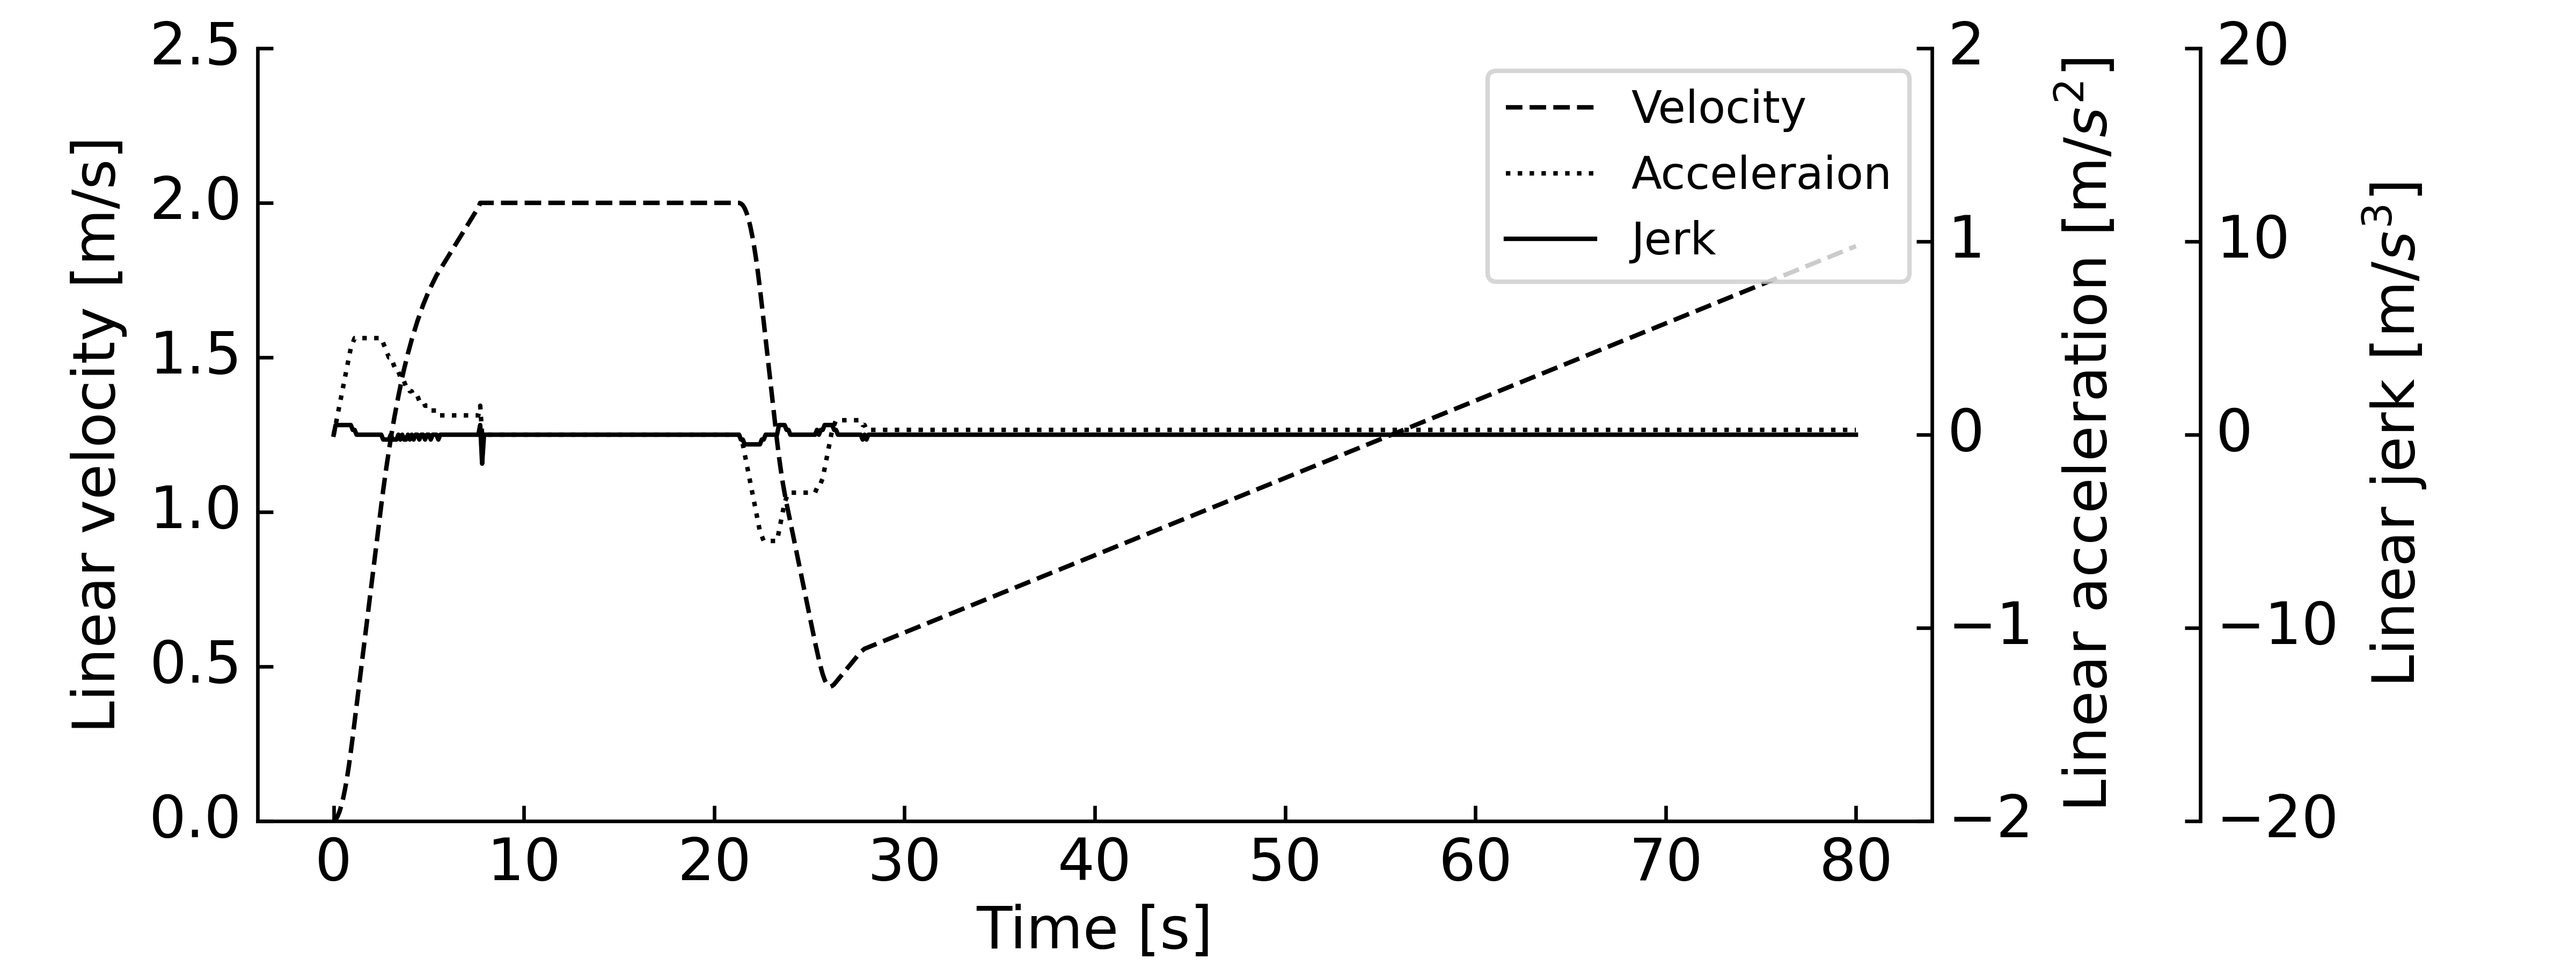 Linear velocity [m/s]
2.5
2.0
1.5
1.0
0.5
0.0
0 10 20 30 40 50 60 70 80
Time [s]
Velocity
Acceleraion
Jerk
2
1
0
−1
−2
Linear acceleration [m/s²]
20
10
0
−10
−20
Linear jerk [m/s³]